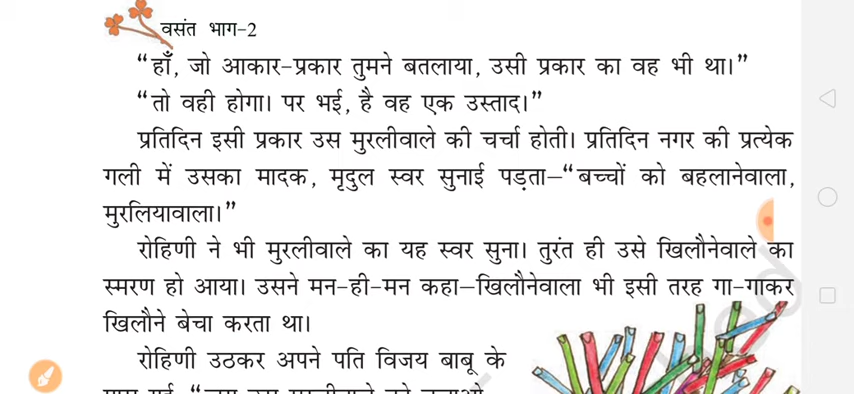 वसंत भाग-2
“हाँ, जो आकार-प्रकार तुमने बतलाया, उसी प्रकार का वह भी था।”
“तो वही होगा। पर भई, है वह एक उस्ताद।”
प्रतिदिन इसी प्रकार उस मुरलीवाले की चर्चा होती। प्रतिदिन नगर की प्रत्येक
गली में उसका मादक, मृदुल स्वर सुनाई पड़ता—“बच्चों को बहलानेवाला,
मुरलियावाला।”
रोहिणी ने भी मुरलीवाले का यह स्वर सुना। तुरंत ही उसे खिलौनेवाले का
स्मरण हो आया। उसने मन-ही-मन कहा—खिलौनेवाला भी इसी तरह गा-गाकर
खिलौने बेचा करता था।
रोहिणी उठकर अपने पति विजय बाबू के